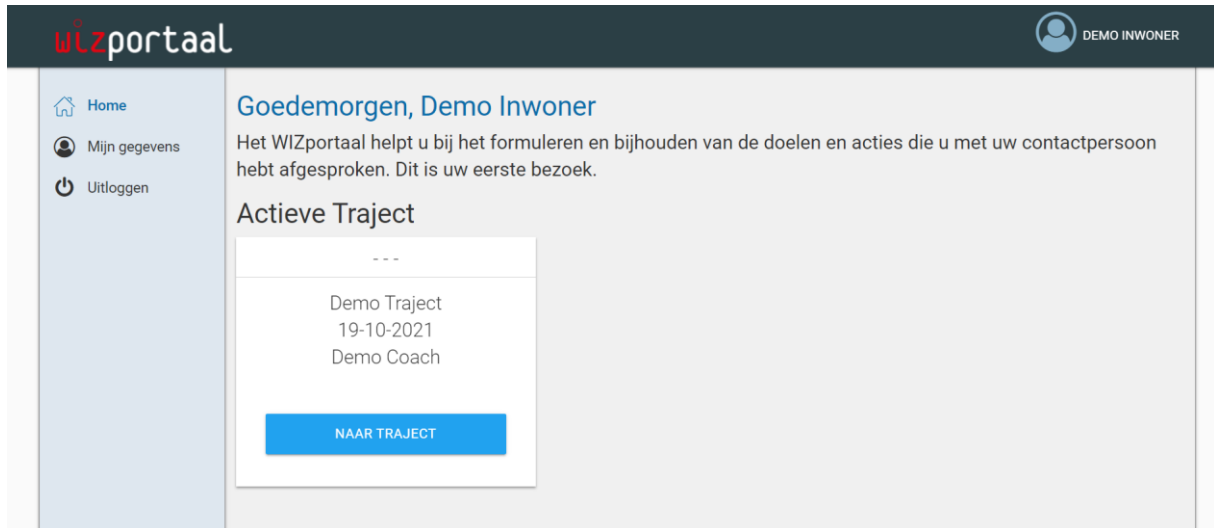 wizportaal
DEMO INWONER
Home
Mijn gegevens
Uitloggen
Goedemorgen, Demo Inwoner
Het WIZportaal helpt u bij het formuleren en bijhouden van de doelen en acties die u met uw contactpersoon
hebt afgesproken. Dit is uw eerste bezoek.
Actieve Traject
- - -
Demo Traject
19-10-2021
Demo Coach
NAAR TRAJECT